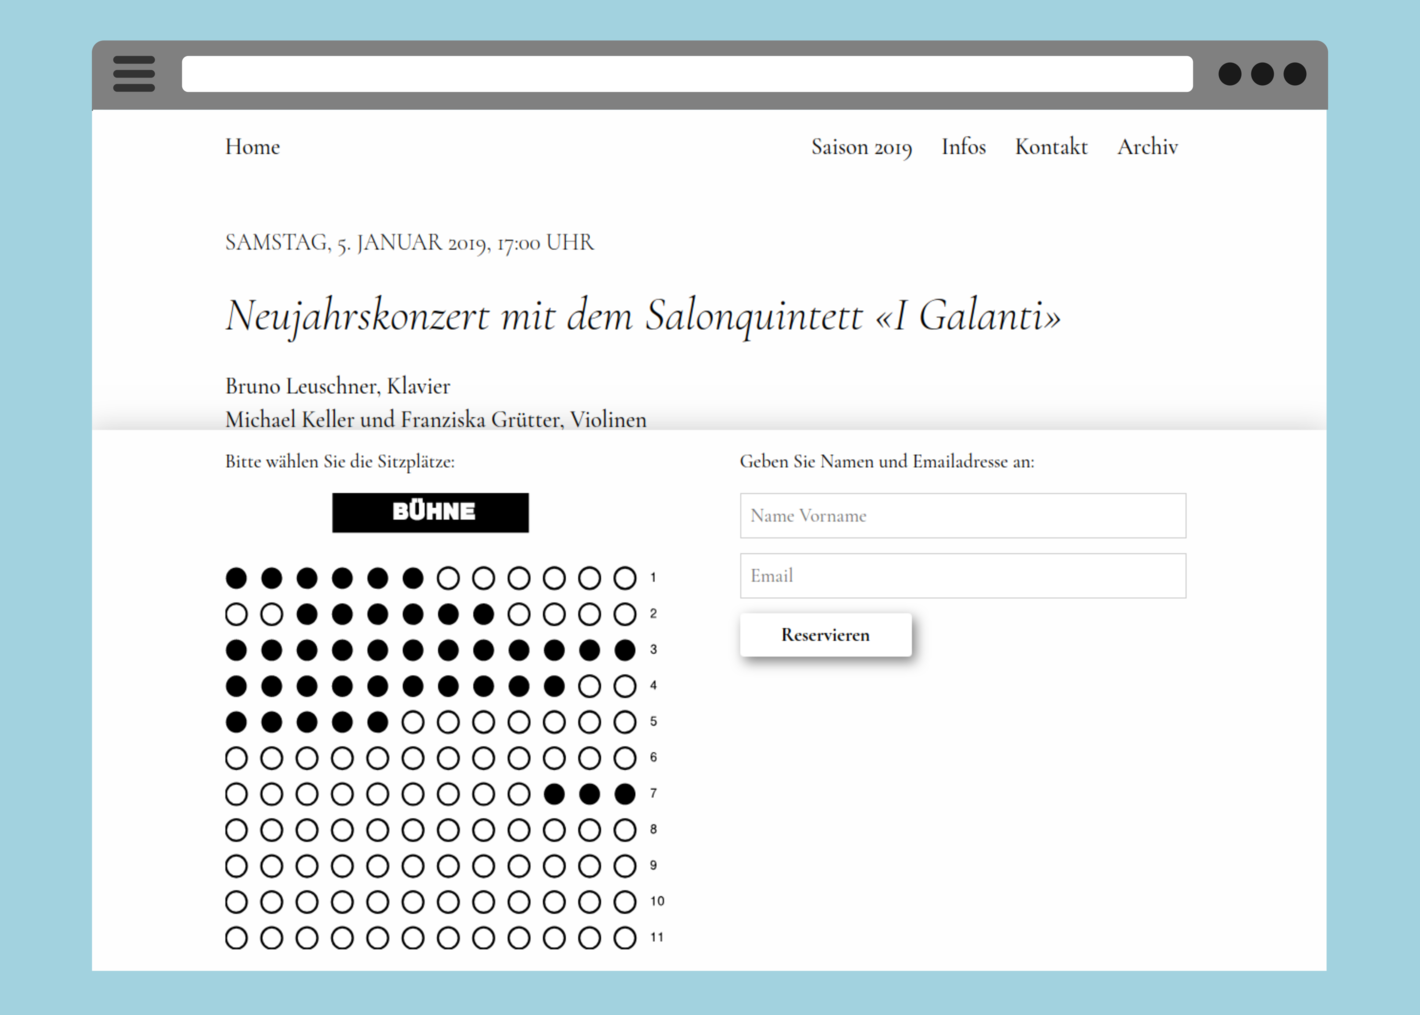 Home Saison 2019 Infos Kontakt Archiv
SAMSTAG, 5. JANUAR 2019, 17:00 UHR
Neujahrskonzert mit dem Salonquintett «I Galanti»
Bruno Leuschner, Klavier
Michael Keller und Franziska Grütter, Violinen
Bitte wählen Sie die Sitzplätze:
BÜHNE
1
2
3
4
5
6
7
8
9
10
11
Geben Sie Namen und Emailadresse an:
Name Vorname
Email
Reservieren